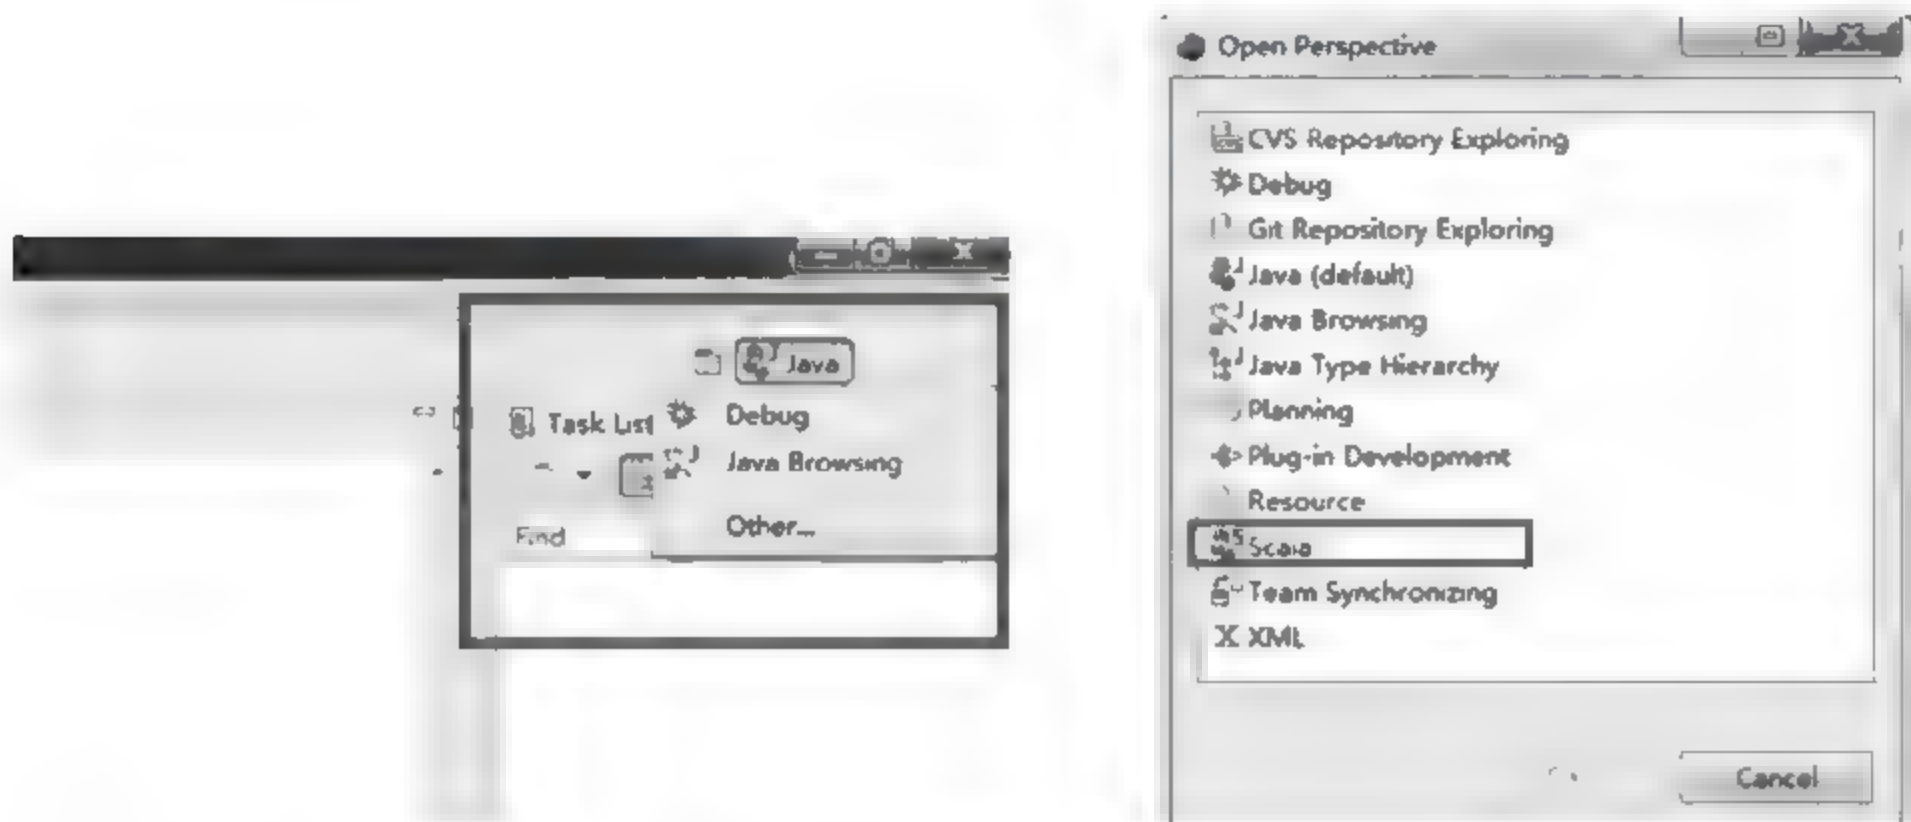 Java
Task List
Debug
Java Browsing
Find
Other...
Open Perspective
CVS Repository Exploring
Debug
Git Repository Exploring
Java (default)
Java Browsing
Java Type Hierarchy
Planning
Plug-in Development
Resource
Scala
Team Synchronizing
X XML
Cancel